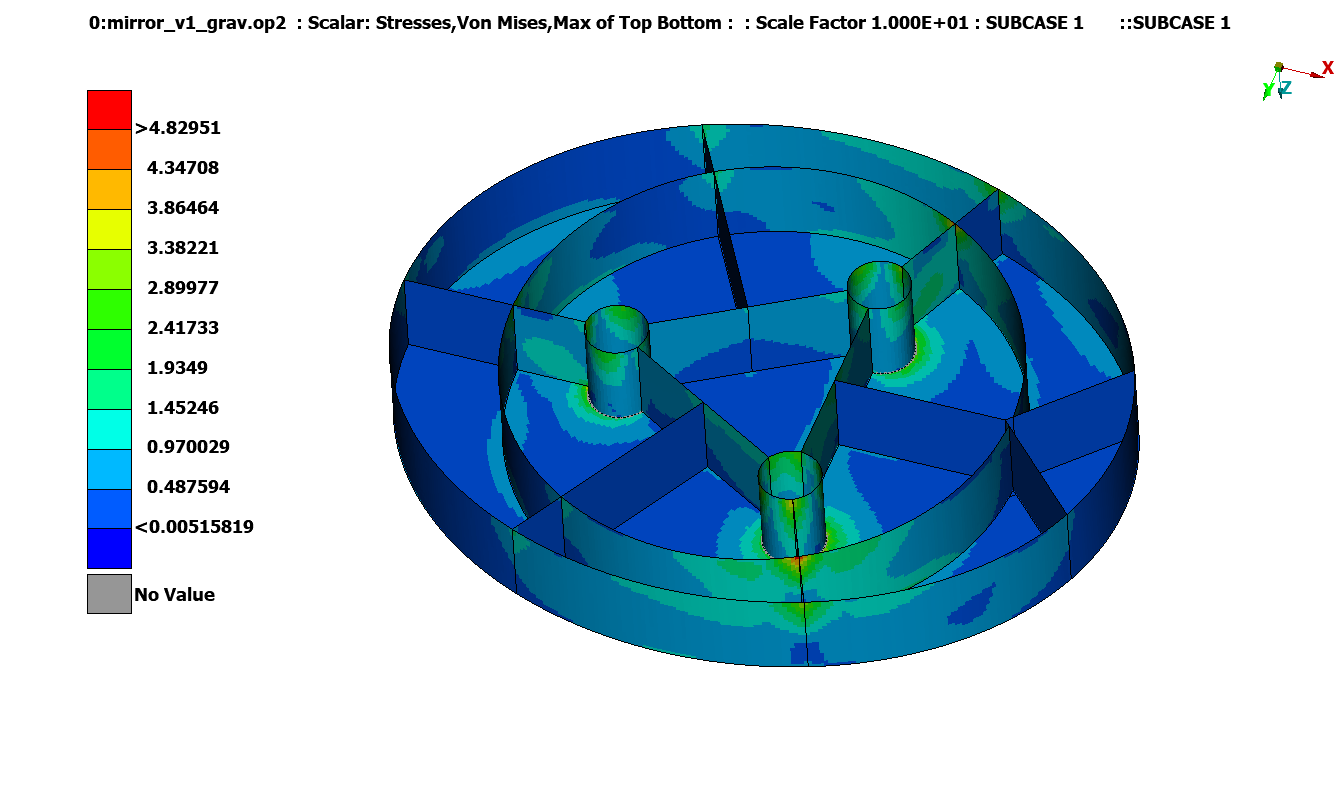 0:mirror_v1_grav.op2 : Scalar: Stresses,Von Mises,Max of Top Bottom : : Scale Factor 1.000E+01 : SUBCASE 1 ::SUBCASE 1
X
Y Z
>4.82951
4.34708
3.86464
3.38221
2.89977
2.41733
1.9349
1.45246
0.970029
0.487594
<0.00515819
No Value